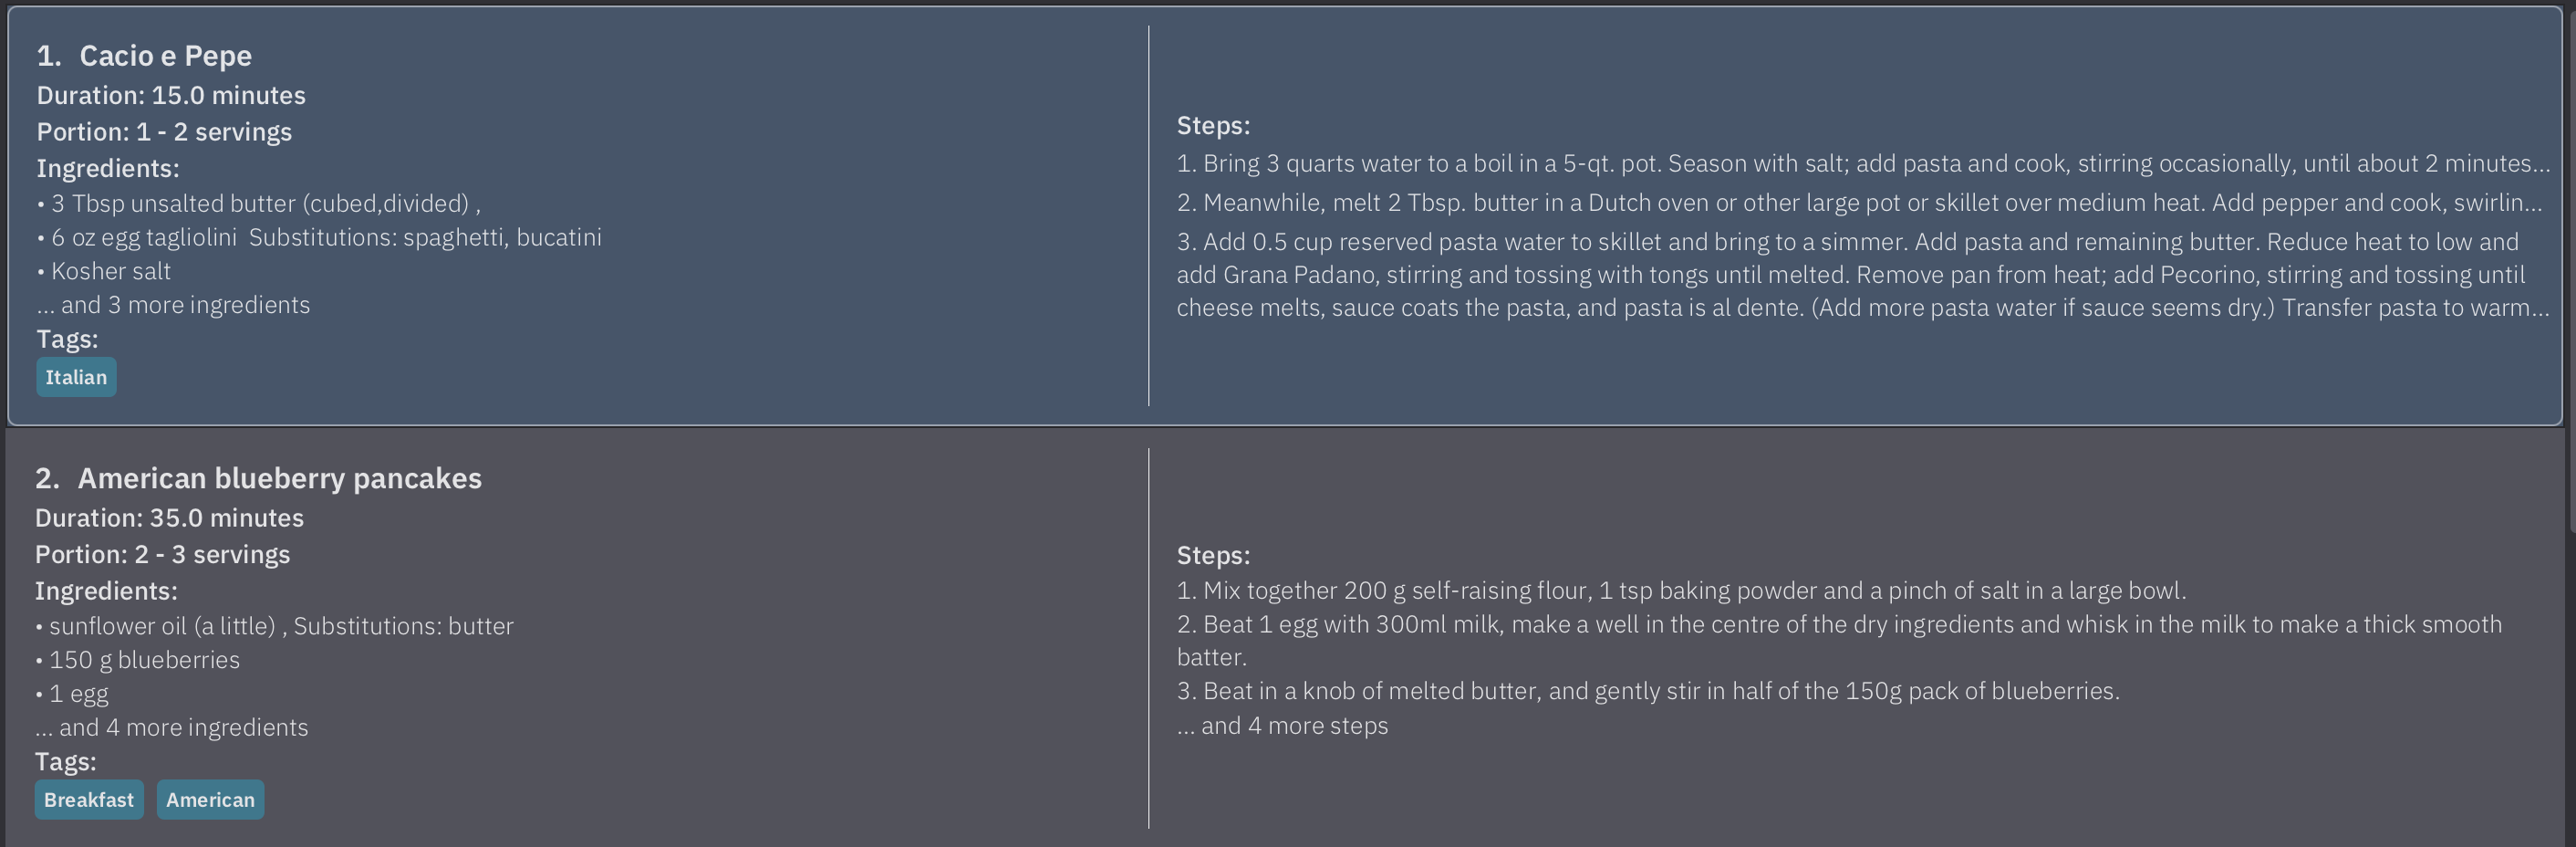 1. Cacio e Pepe
Duration: 15.0 minutes
Portion: 1 - 2 servings
Ingredients:
• 3 Tbsp unsalted butter (cubed,divided) ,
• 6 oz egg tagliolini  Substitutions: spaghetti, bucatini
• Kosher salt
... and 3 more ingredients
Tags:
Italian
Steps:
1. Bring 3 quarts water to a boil in a 5-qt. pot. Season with salt; add pasta and cook, stirring occasionally, until about 2 minutes...
2. Meanwhile, melt 2 Tbsp. butter in a Dutch oven or other large pot or skillet over medium heat. Add pepper and cook, swirlin...
3. Add 0.5 cup reserved pasta water to skillet and bring to a simmer. Add pasta and remaining butter. Reduce heat to low and
add Grana Padano, stirring and tossing with tongs until melted. Remove pan from heat; add Pecorino, stirring and tossing until
cheese melts, sauce coats the pasta, and pasta is al dente. (Add more pasta water if sauce seems dry.) Transfer pasta to warm...
2. American blueberry pancakes
Duration: 35.0 minutes
Portion: 2 - 3 servings
Ingredients:
• sunflower oil (a little) , Substitutions: butter
• 150 g blueberries
• 1 egg
... and 4 more ingredients
Tags:
Breakfast American
Steps:
1. Mix together 200 g self-raising flour, 1 tsp baking powder and a pinch of salt in a large bowl.
2. Beat 1 egg with 300ml milk, make a well in the centre of the dry ingredients and whisk in the milk to make a thick smooth
batter.
3. Beat in a knob of melted butter, and gently stir in half of the 150g pack of blueberries.
... and 4 more steps